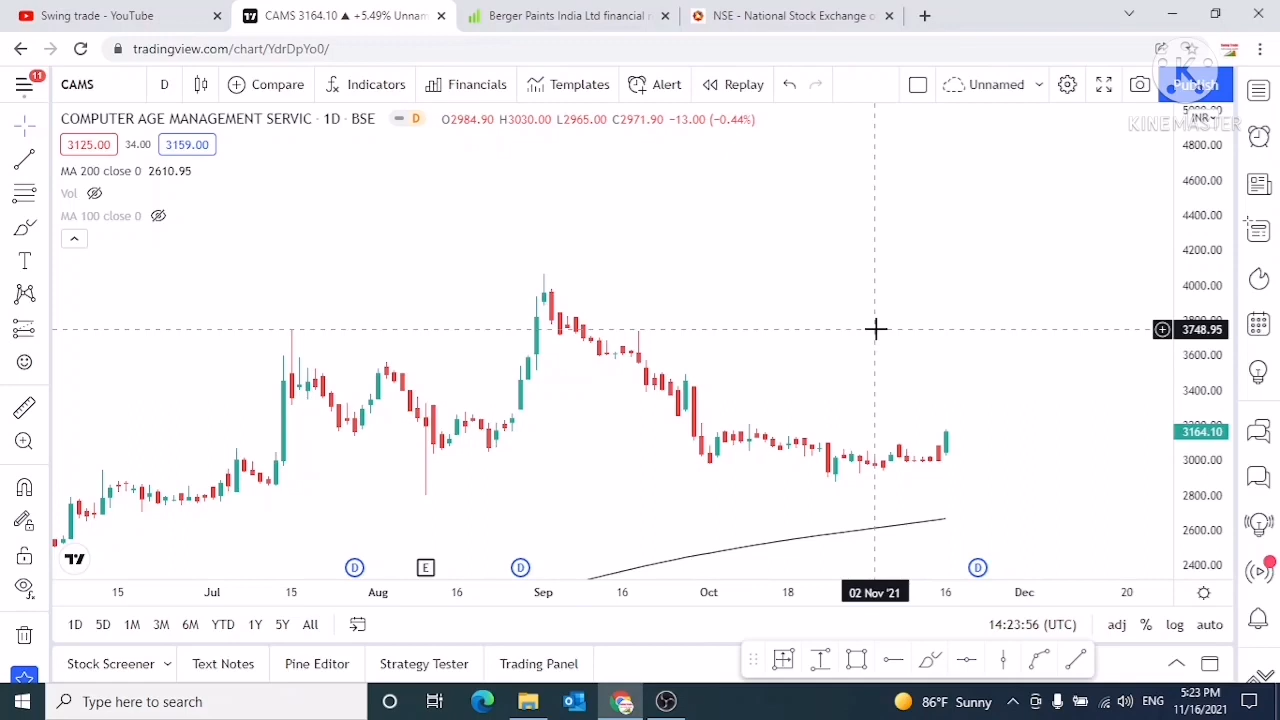 Swing trade - YouTube
CAMS 3164.10 ▲ +5.49% Unnam
Berger Paints India Ltd financial r
NSE - National Stock Exchange o
tradingview.com/chart/YdrDpYo0/
11
CAMS D Compare Indicators Financials Templates Alert Replay Unnamed Publish
KINEMASTER
COMPUTER AGE MANAGEMENT SERVIC · 1D · BSE D O2984.90 H3030.00 L2965.00 C2971.90 −13.00 (−0.44%)
INR
3125.00 34.00 3159.00
MA 200 close 0 2610.95
Vol
MA 100 close 0
4800.00
4600.00
4400.00
4200.00
4000.00
3748.95
3600.00
3400.00
3164.10
3000.00
2800.00
2600.00
2400.00
D E D D
15 Jul 15 Aug 16 Sep 16 Oct 18 02 Nov '21 16 Dec 20
1D 5D 1M 3M 6M YTD 1Y 5Y All 14:23:56 (UTC) adj % log auto
Stock Screener Text Notes Pine Editor Strategy Tester Trading Panel
Type here to search
86°F Sunny ENG 5:23 PM
11/16/2021